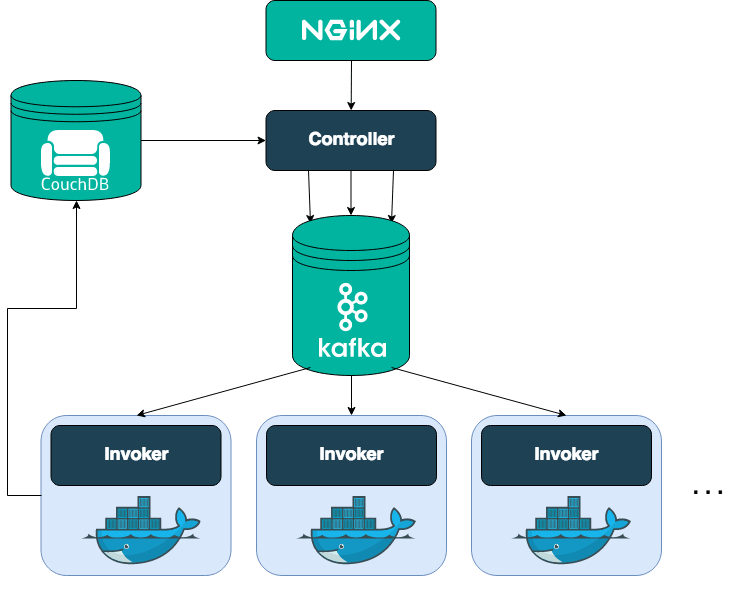 NGINX
Controller
CouchDB
kafka
Invoker
Invoker
Invoker
...